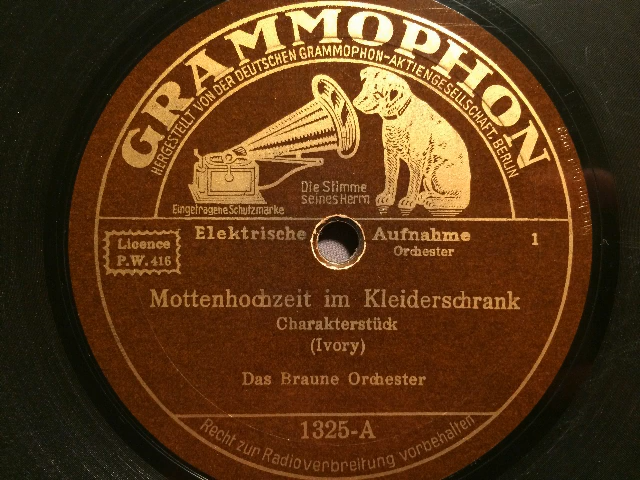 GRAMMOPHON
HERGESTELLT VON DER DEUTSCHEN GRAMMOPHON-AKTIENGESELLSCHAFT, BERLIN
Die Stimme
seines Herrn
Eingetragene Schutzmarke
Elektrische Aufnahme
Orchester
1
Licence
P.W. 416
Mottenhochzeit im Kleiderschrank
Charakterstück
(Ivory)
Das Braune Orchester
1325-A
Recht zur Radioverbreitung vorbehalten